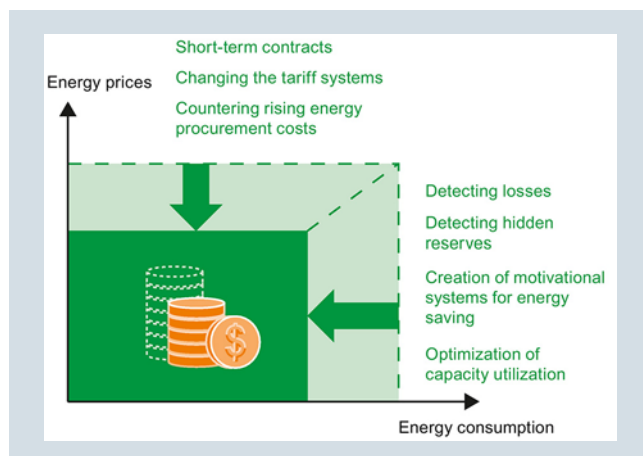 Short-term contracts
Energy prices
Changing the tariff systems
Countering rising energy
procurement costs
Detecting losses
Detecting hidden
reserves
Creation of motivational
systems for energy
saving
Optimization of
capacity utilization
$
Energy consumption